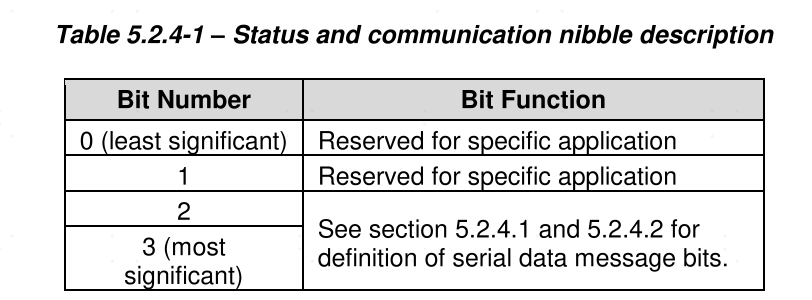 Table 5.2.4-1 – Status and communication nibble description
Bit Number Bit Function
0 (least significant) Reserved for specific application
1 Reserved for specific application
2
See section 5.2.4.1 and 5.2.4.2 for
definition of serial data message bits.
3 (most
significant)